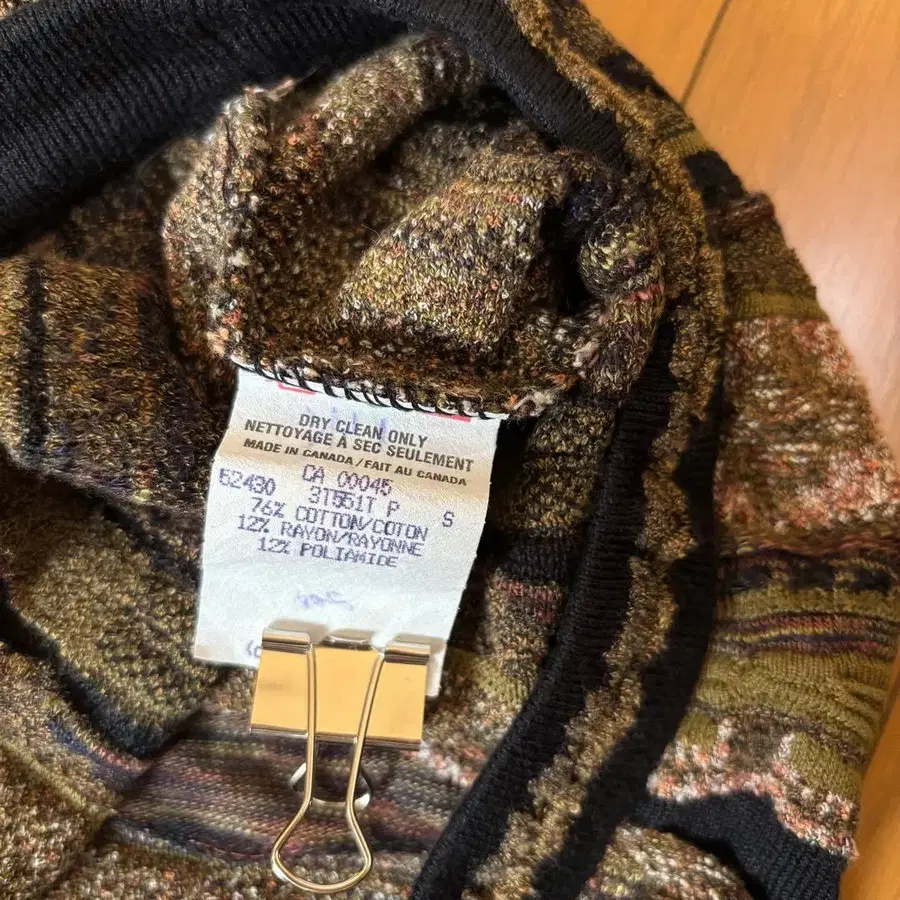 DRY CLEAN ONLY
NETTOYAGE À SEC SEULEMENT
MADE IN CANADA / FAIT AU CANADA
CA 00045
52430 3T551T P S
76% COTTON/COTON
12% RAYON/RAYONNE
12% POLIAMIDE